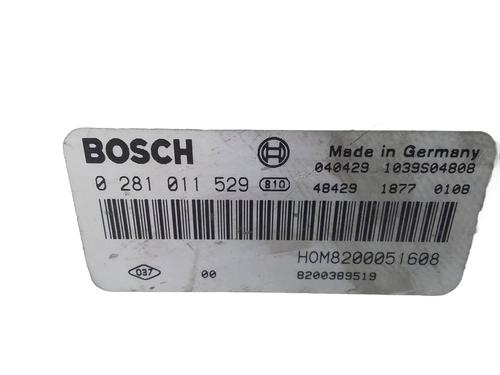 BOSCH
Made in Germany
040429 1039S04808
0 281 011 529 810
48429 1877 0108
HOM8200051608
037 00 8200389519